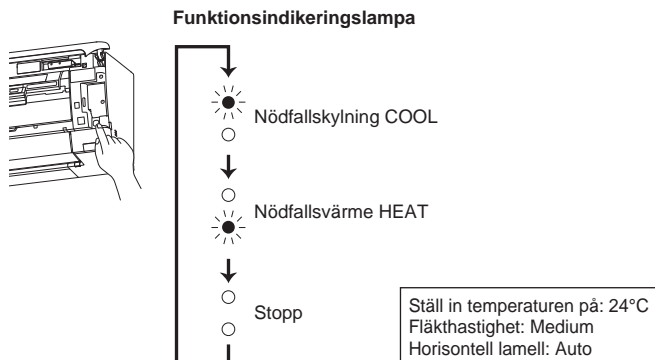 Funktionsindikeringslampa
Nödfallskylning COOL
Nödfallsvärme HEAT
Stopp
Ställ in temperaturen på: 24°C
Fläkthastighet: Medium
Horisontell lamell: Auto